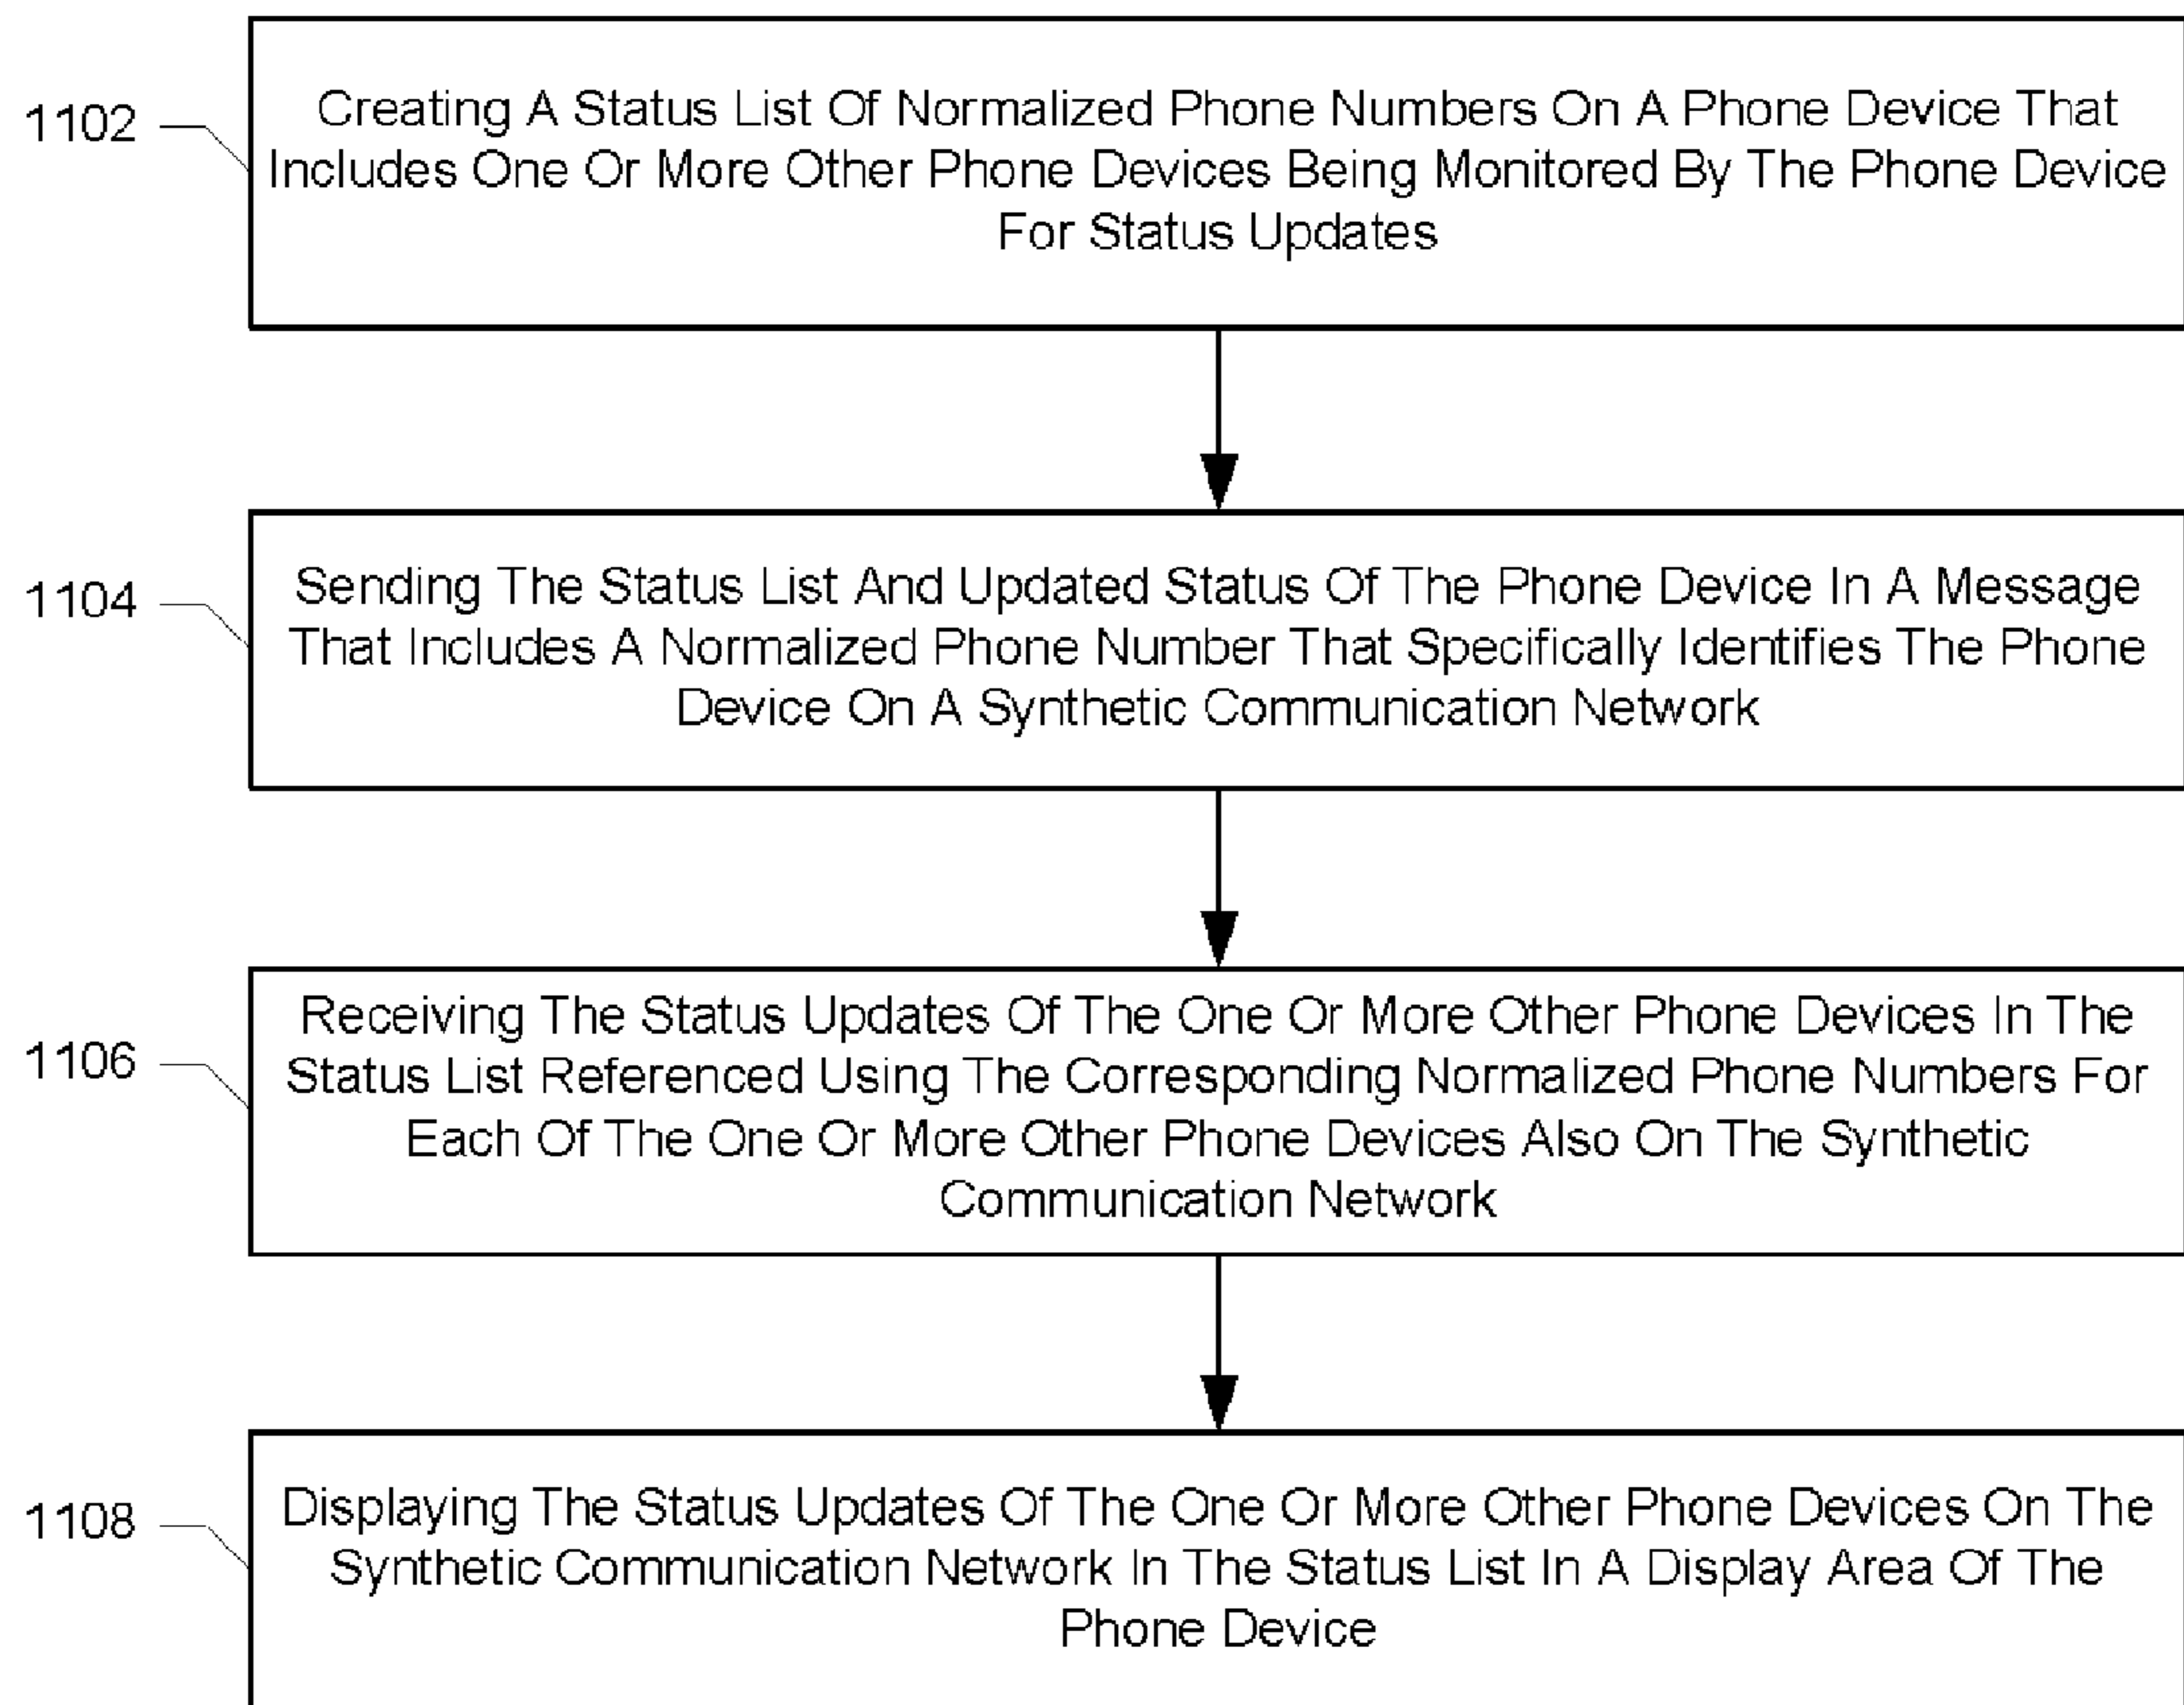 1102
Creating A Status List Of Normalized Phone Numbers On A Phone Device That
Includes One Or More Other Phone Devices Being Monitored By The Phone Device
For Status Updates
1104
Sending The Status List And Updated Status Of The Phone Device In A Message
That Includes A Normalized Phone Number That Specifically Identifies The Phone
Device On A Synthetic Communication Network
1106
Receiving The Status Updates Of The One Or More Other Phone Devices In The
Status List Referenced Using The Corresponding Normalized Phone Numbers For
Each Of The One Or More Other Phone Devices Also On The Synthetic
Communication Network
1108
Displaying The Status Updates Of The One Or More Other Phone Devices On The
Synthetic Communication Network In The Status List In A Display Area Of The
Phone Device